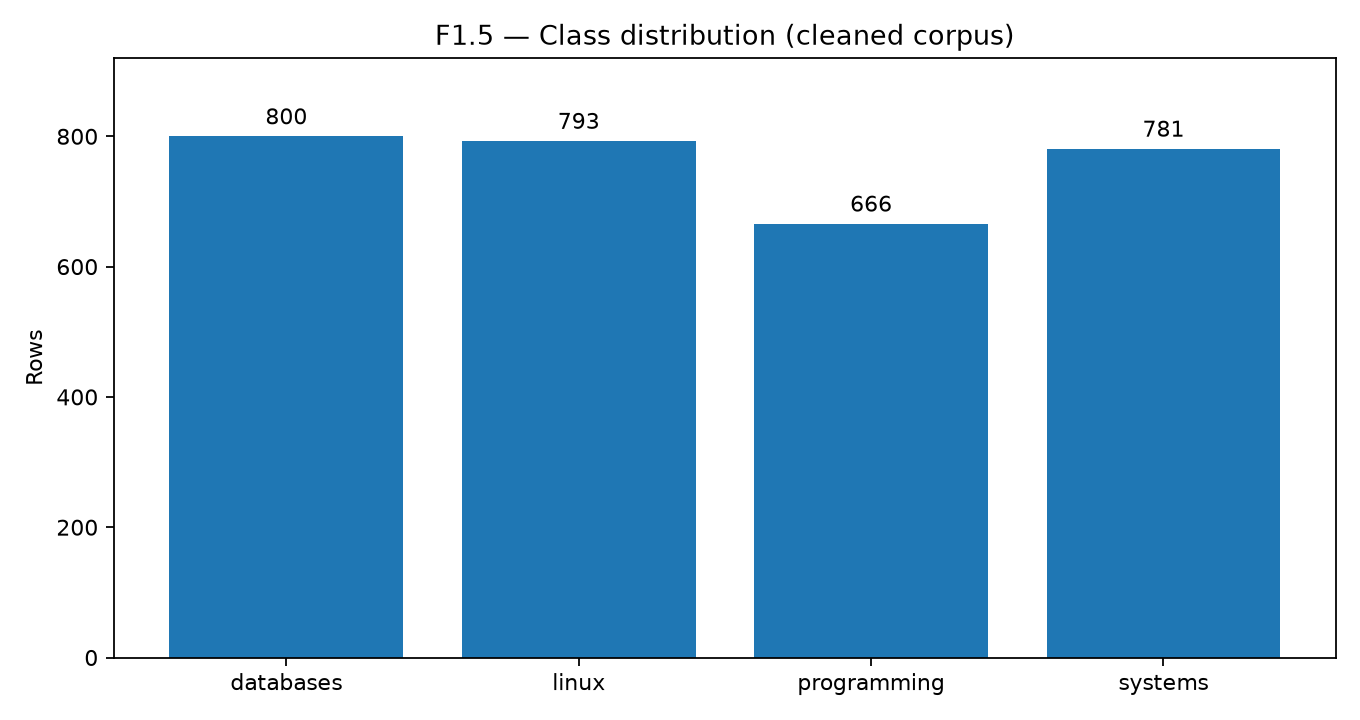 F1.5 — Class distribution (cleaned corpus)
Rows
800
600
400
200
0
800
793
666
781
databases
linux
programming
systems